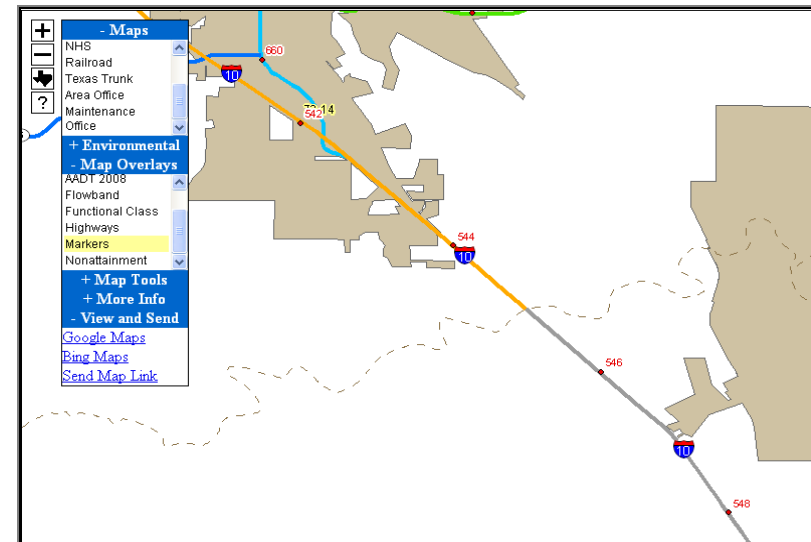 - Maps
NHS
Railroad
Texas Trunk
Area Office
Maintenance
Office
+ Environmental
- Map Overlays
AADT 2008
Flowband
Functional Class
Highways
Markers
Nonattainment
+ Map Tools
+ More Info
- View and Send
Google Maps
Bing Maps
Send Map Link
?
660
10
542
544
10
546
10
548